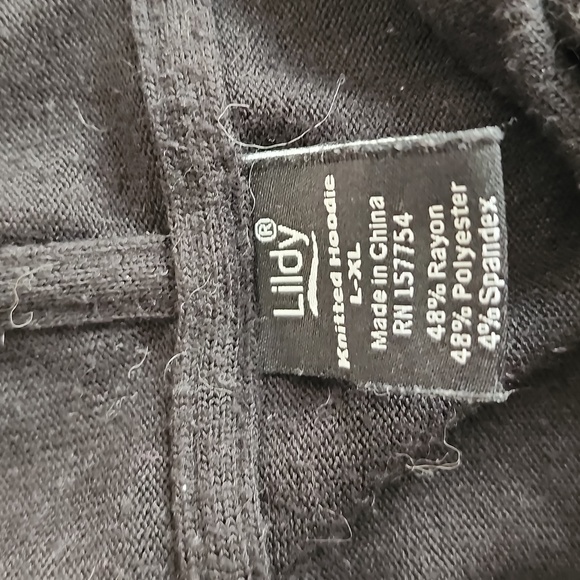 Lildy®
Knitted Hoodie
L-XL
Made in China
RN 157754
48% Rayon
48% Polyester
4% Spandex